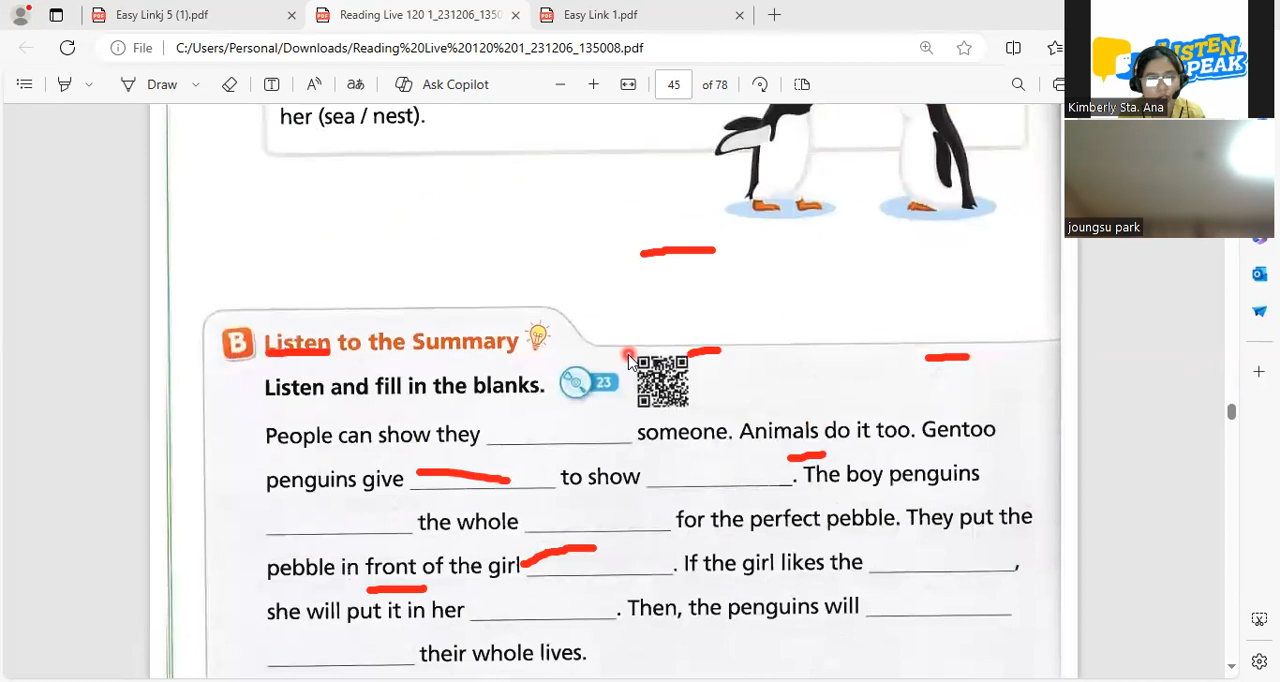 Easy Linkj 5 (1).pdf
Reading Live 120 1_231206_1350
Easy Link 1.pdf
File
C:/Users/Personal/Downloads/Reading%20Live%20120%201_231206_135008.pdf
Draw
aあ
Ask Copilot
45
of 78
LISTEN
SPEAK
Kimberly Sta. Ana
joungsu park
her (sea / nest).
B Listen to the Summary
Listen and fill in the blanks. 23
People can show they ____________ someone. Animals do it too. Gentoo
penguins give ____________ to show ____________. The boy penguins
____________ the whole ____________ for the perfect pebble. They put the
pebble in front of the girl ____________. If the girl likes the ____________,
she will put it in her ____________. Then, the penguins will ____________
____________ their whole lives.